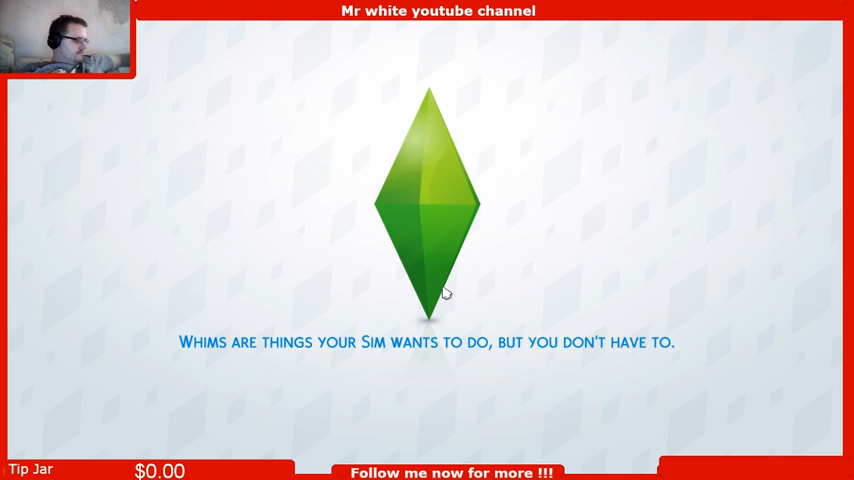 Mr white youtube channel
WHIMS ARE THINGS YOUR SIM WANTS TO DO, BUT YOU DON'T HAVE TO.
Tip Jar
$0.00
Follow me now for more !!!